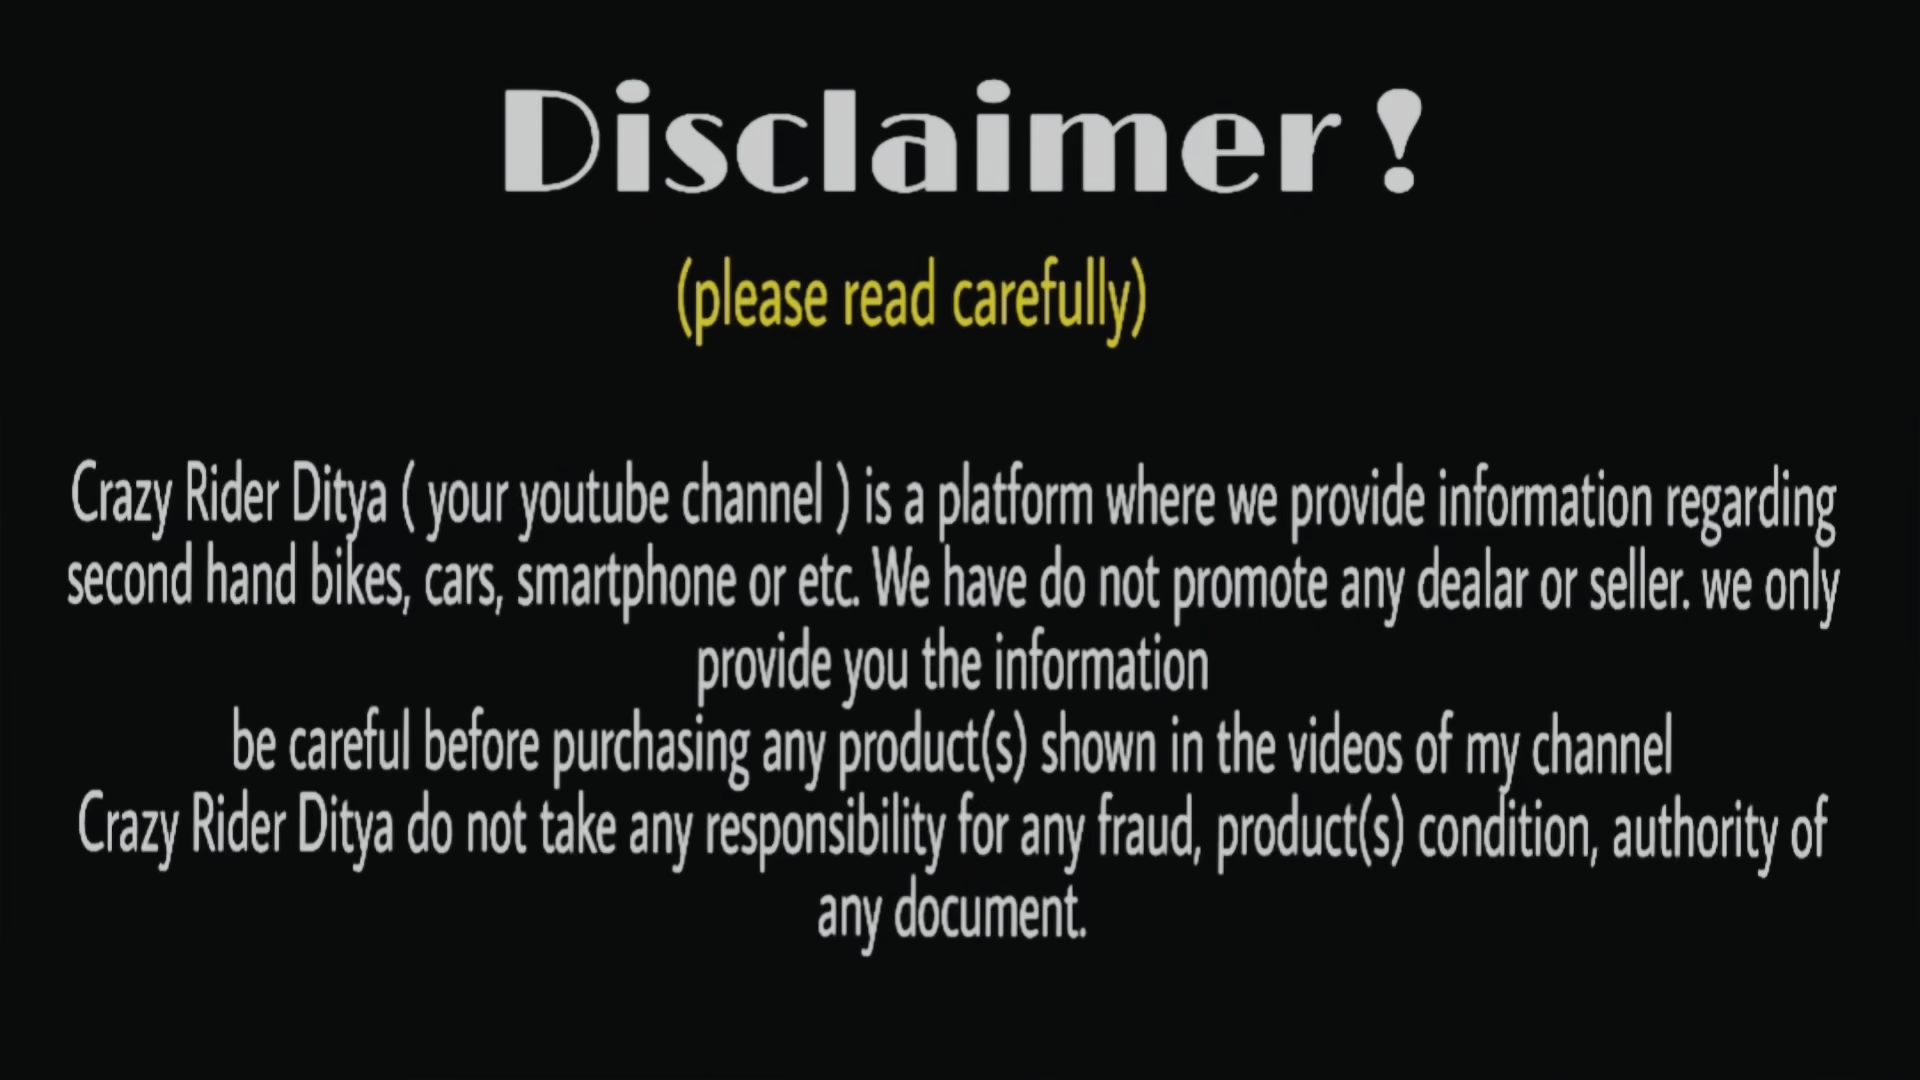 Disclaimer !
(please read carefully)
Crazy Rider Ditya ( your youtube channel ) is a platform where we provide information regarding
second hand bikes, cars, smartphone or etc. We have do not promote any dealar or seller. we only
provide you the information
be careful before purchasing any product(s) shown in the videos of my channel
Crazy Rider Ditya do not take any responsibility for any fraud, product(s) condition, authority of
any document.